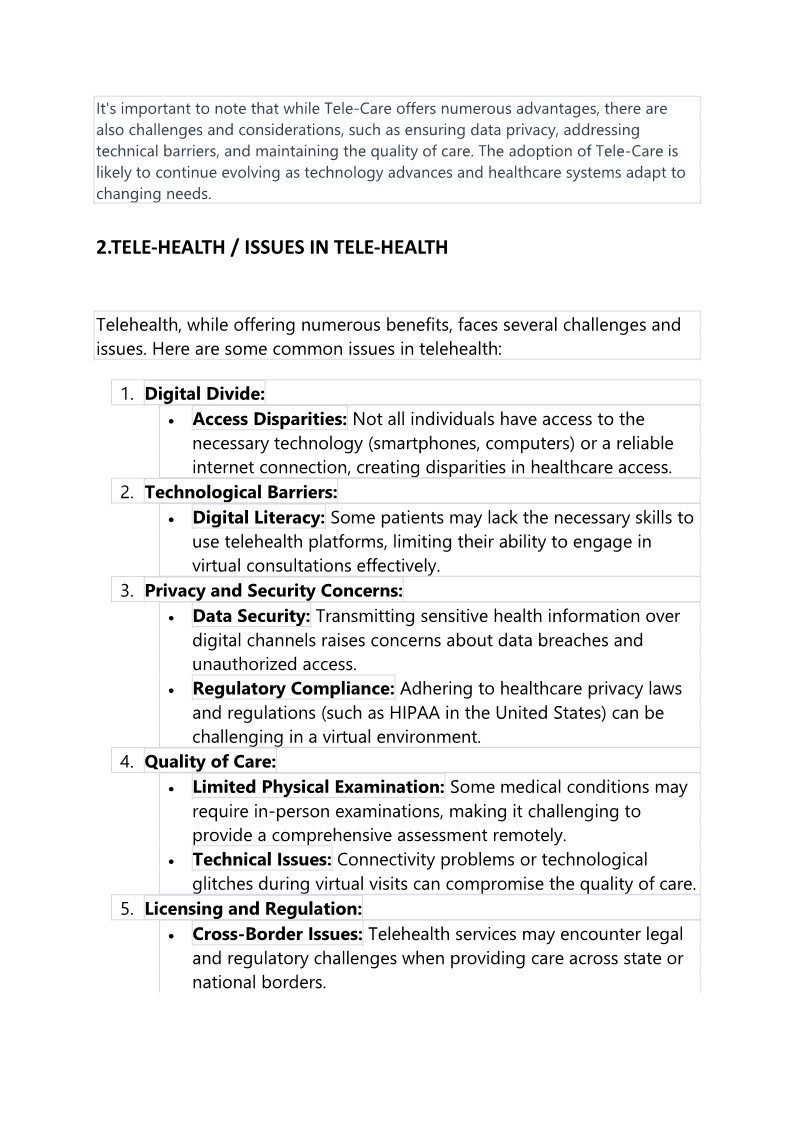 It's important to note that while Tele-Care offers numerous advantages, there are
also challenges and considerations, such as ensuring data privacy, addressing
technical barriers, and maintaining the quality of care. The adoption of Tele-Care is
likely to continue evolving as technology advances and healthcare systems adapt to
changing needs.
2.TELE-HEALTH / ISSUES IN TELE-HEALTH
Telehealth, while offering numerous benefits, faces several challenges and
issues. Here are some common issues in telehealth:
1. Digital Divide:
• Access Disparities: Not all individuals have access to the
necessary technology (smartphones, computers) or a reliable
internet connection, creating disparities in healthcare access.
2. Technological Barriers:
• Digital Literacy: Some patients may lack the necessary skills to
use telehealth platforms, limiting their ability to engage in
virtual consultations effectively.
3. Privacy and Security Concerns:
• Data Security: Transmitting sensitive health information over
digital channels raises concerns about data breaches and
unauthorized access.
• Regulatory Compliance: Adhering to healthcare privacy laws
and regulations (such as HIPAA in the United States) can be
challenging in a virtual environment.
4. Quality of Care:
• Limited Physical Examination: Some medical conditions may
require in-person examinations, making it challenging to
provide a comprehensive assessment remotely.
• Technical Issues: Connectivity problems or technological
glitches during virtual visits can compromise the quality of care.
5. Licensing and Regulation:
• Cross-Border Issues: Telehealth services may encounter legal
and regulatory challenges when providing care across state or
national borders.